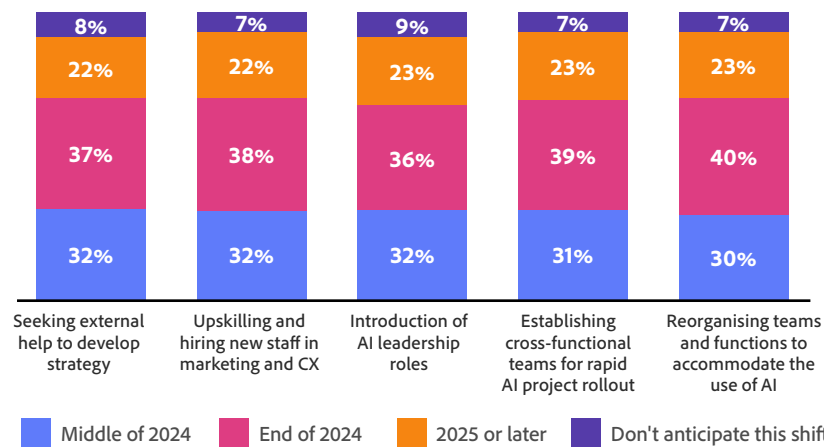 8% 7% 9% 7% 7%
22% 22% 23% 23% 23%
37% 38% 36% 39% 40%
32% 32% 32% 31% 30%
Seeking external
help to develop
strategy
Upskilling and
hiring new staff in
marketing and CX
Introduction of
AI leadership
roles
Establishing
cross-functional
teams for rapid
AI project rollout
Reorganising teams
and functions to
accommodate the
use of AI
Middle of 2024 End of 2024 2025 or later Don't anticipate this shift